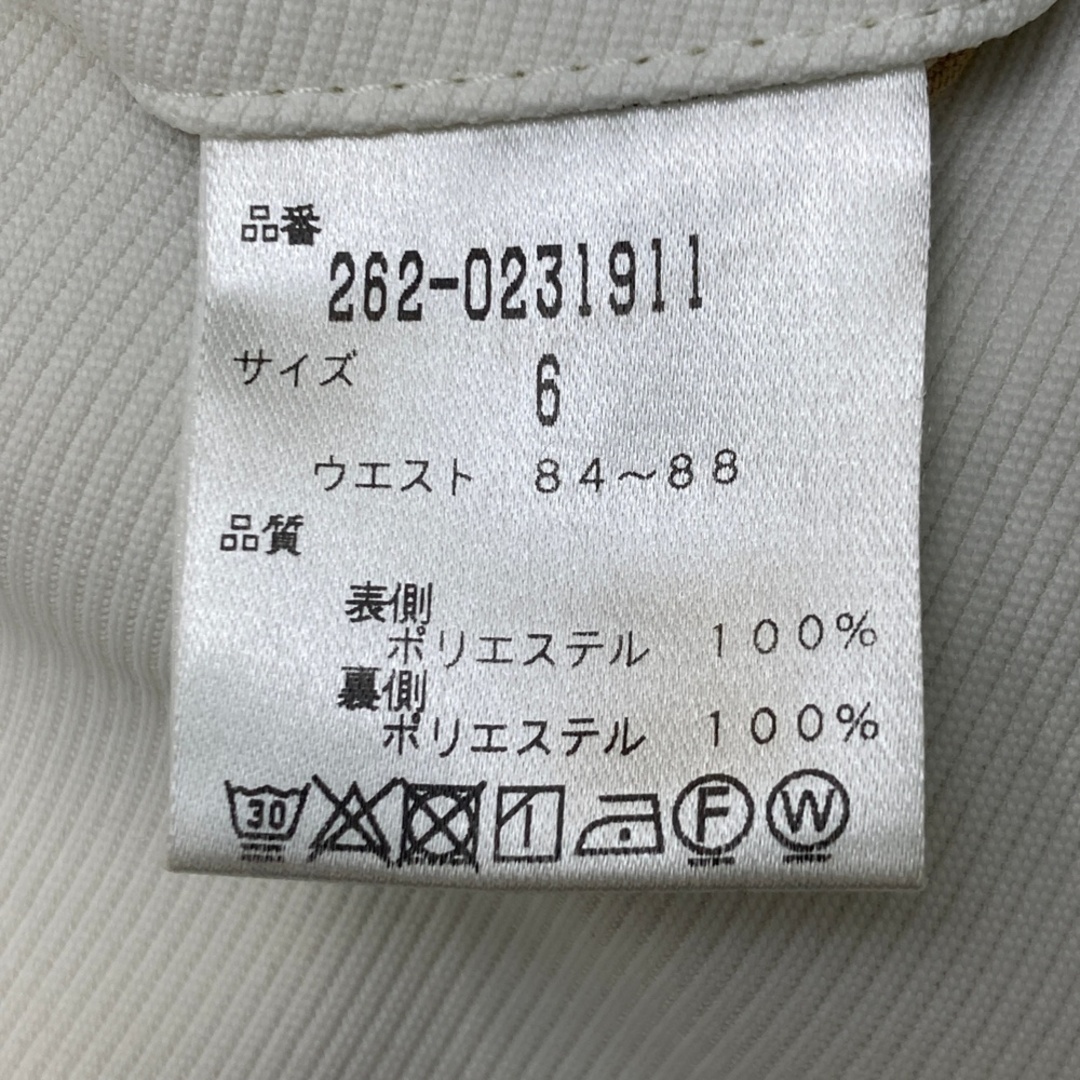 品番
262-0231911
サイズ 6
ウエスト 84～88
品質
表側
ポリエステル 100%
裏側
ポリエステル 100%
30 F W